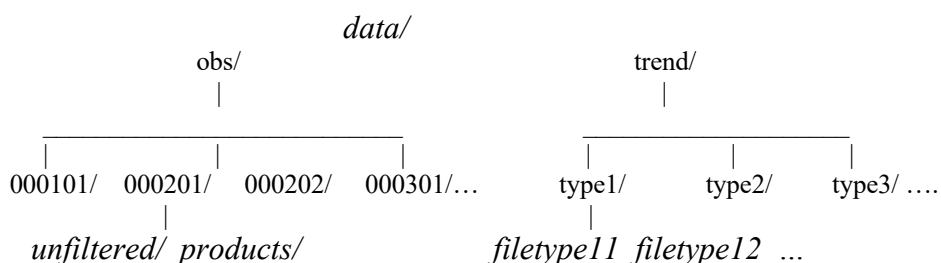 data/
obs/ trend/
000101/ 000201/ 000202/ 000301/… type1/ type2/ type3/ ….
unfiltered/ products/ filetype11 filetype12 ...